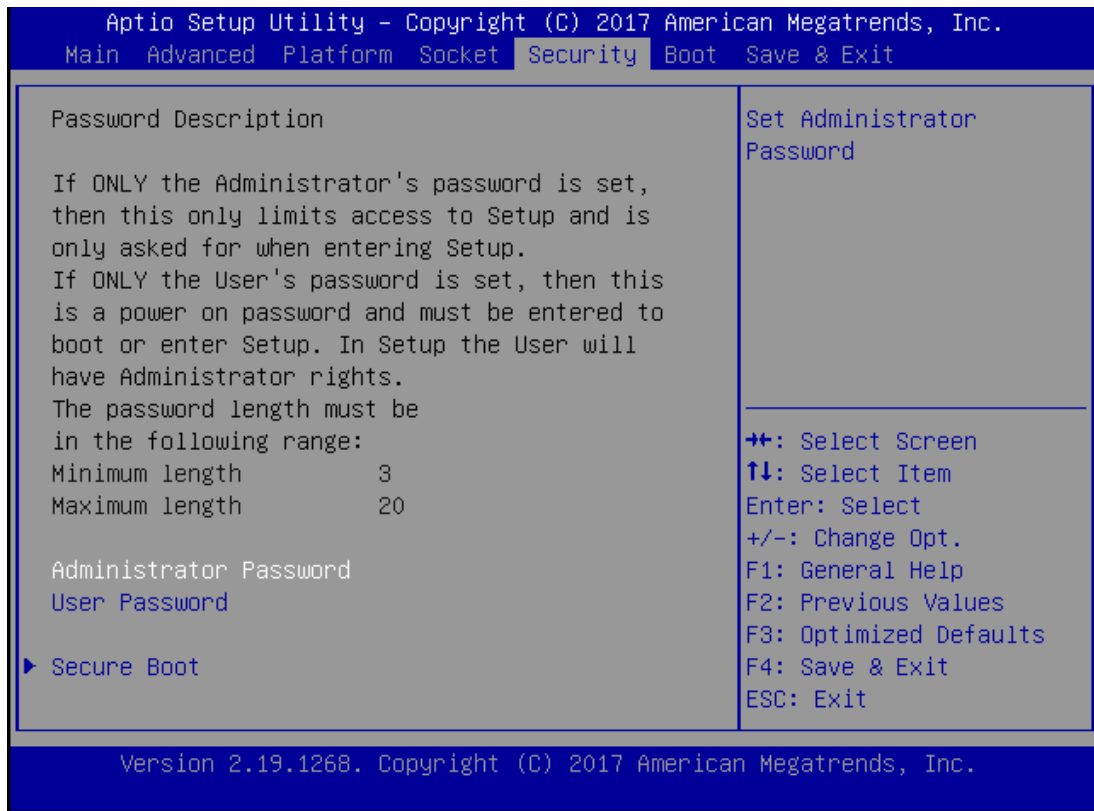 Aptio Setup Utility – Copyright (C) 2017 American Megatrends, Inc.
Main Advanced Platform Socket Security Boot Save & Exit
Password Description
If ONLY the Administrator's password is set,
then this only limits access to Setup and is
only asked for when entering Setup.
If ONLY the User's password is set, then this
is a power on password and must be entered to
boot or enter Setup. In Setup the User will
have Administrator rights.
The password length must be
in the following range:
Minimum length 3
Maximum length 20
Administrator Password
User Password
Secure Boot
Set Administrator
Password
→←: Select Screen
↑↓: Select Item
Enter: Select
+/-: Change Opt.
F1: General Help
F2: Previous Values
F3: Optimized Defaults
F4: Save & Exit
ESC: Exit
Version 2.19.1268. Copyright (C) 2017 American Megatrends, Inc.